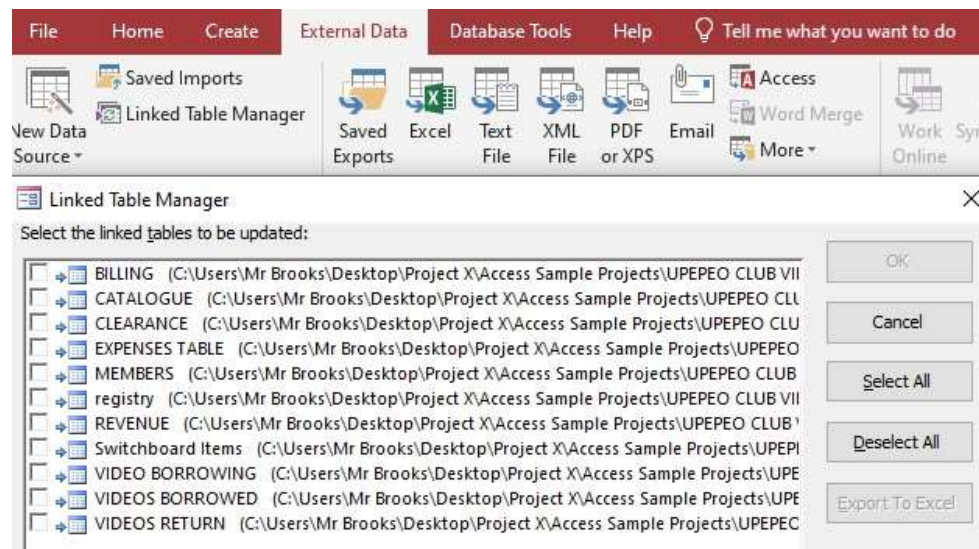 File Home Create External Data Database Tools Help Tell me what you want to do
Saved Imports
Linked Table Manager
New Data
Source
Saved
Exports
Excel
Text
File
XML
File
PDF
or XPS
Email
Access
Word Merge
More
Work
Online
Linked Table Manager
Select the linked tables to be updated:
BILLING (C:\Users\Mr Brooks\Desktop\Project X\Access Sample Projects\UPEPEO CLUB VII
CATALOGUE (C:\Users\Mr Brooks\Desktop\Project X\Access Sample Projects\UPEPEO CLU
CLEARANCE (C:\Users\Mr Brooks\Desktop\Project X\Access Sample Projects\UPEPEO CLU
EXPENSES TABLE (C:\Users\Mr Brooks\Desktop\Project X\Access Sample Projects\UPEPEO
MEMBERS (C:\Users\Mr Brooks\Desktop\Project X\Access Sample Projects\UPEPEO CLUB
registry (C:\Users\Mr Brooks\Desktop\Project X\Access Sample Projects\UPEPEO CLUB VII
REVENUE (C:\Users\Mr Brooks\Desktop\Project X\Access Sample Projects\UPEPEO CLUB
Switchboard Items (C:\Users\Mr Brooks\Desktop\Project X\Access Sample Projects\UPEPI
VIDEO BORROWING (C:\Users\Mr Brooks\Desktop\Project X\Access Sample Projects\UPE
VIDEOS BORROWED (C:\Users\Mr Brooks\Desktop\Project X\Access Sample Projects\UPE
VIDEOS RETURN (C:\Users\Mr Brooks\Desktop\Project X\Access Sample Projects\UPEPEO
OK
Cancel
Select All
Deselect All
Export To Excel